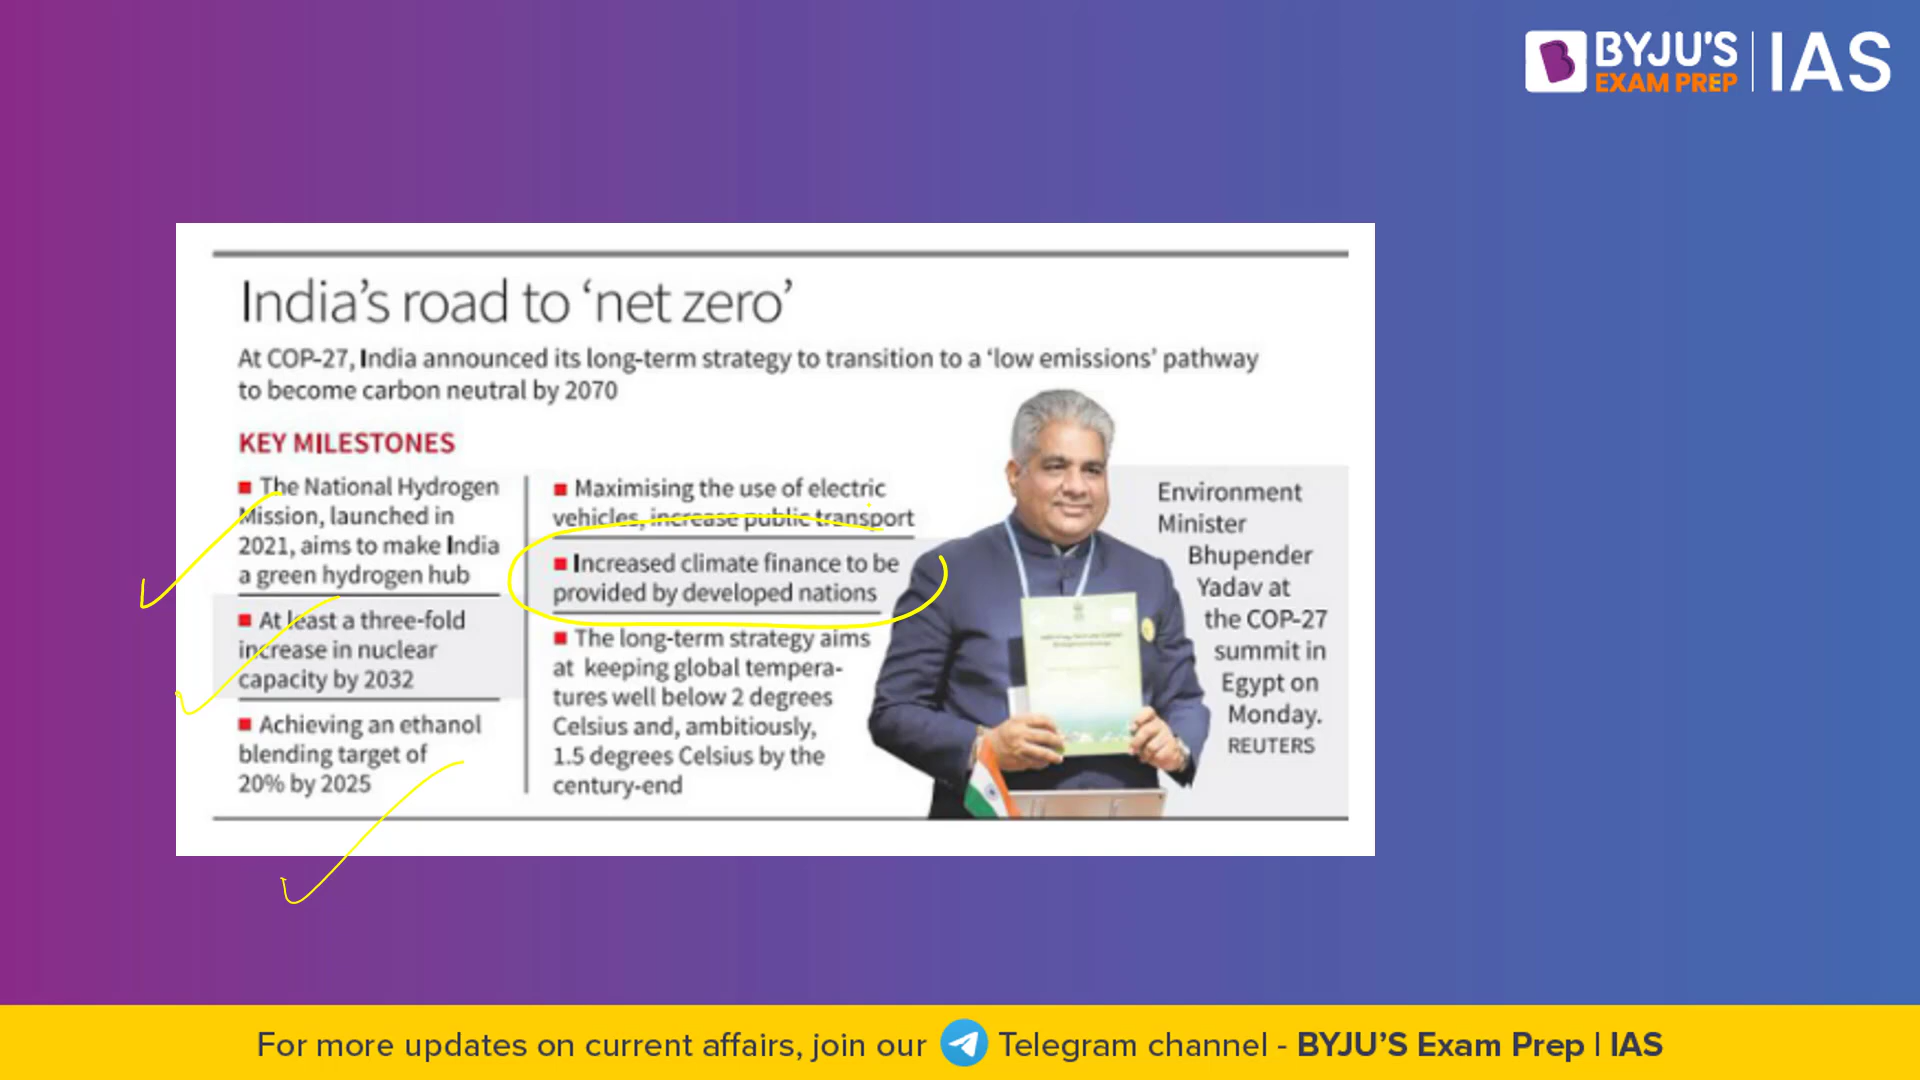 BYJU'S
EXAM PREP
IAS
India's road to 'net zero'
At COP-27, India announced its long-term strategy to transition to a 'low emissions' pathway
to become carbon neutral by 2070
KEY MILESTONES
The National Hydrogen
Mission, launched in
2021, aims to make India
a green hydrogen hub
At least a three-fold
increase in nuclear
capacity by 2032
Achieving an ethanol
blending target of
20% by 2025
Maximising the use of electric
vehicles, increase public transport
Increased climate finance to be
provided by developed nations
The long-term strategy aims
at keeping global tempera-
tures well below 2 degrees
Celsius and, ambitiously,
1.5 degrees Celsius by the
century-end
Environment
Minister
Bhupender
Yadav at
the COP-27
summit in
Egypt on
Monday.
REUTERS
For more updates on current affairs, join our Telegram channel - BYJU'S Exam Prep | IAS